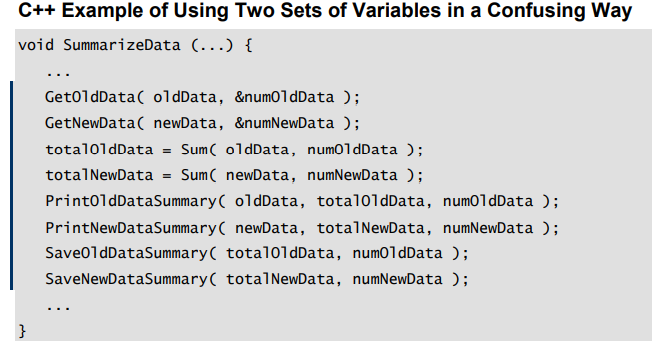 C++ Example of Using Two Sets of Variables in a Confusing Way
void SummarizeData (...) {
...
GetOldData( oldData, &numOldData );
GetNewData( newData, &numNewData );
totalOldData = Sum( oldData, numOldData );
totalNewData = Sum( newData, numNewData );
PrintOldDataSummary( oldData, totalOldData, numOldData );
PrintNewDataSummary( newData, totalNewData, numNewData );
SaveOldDataSummary( totalOldData, numOldData );
SaveNewDataSummary( totalNewData, numNewData );
...
}